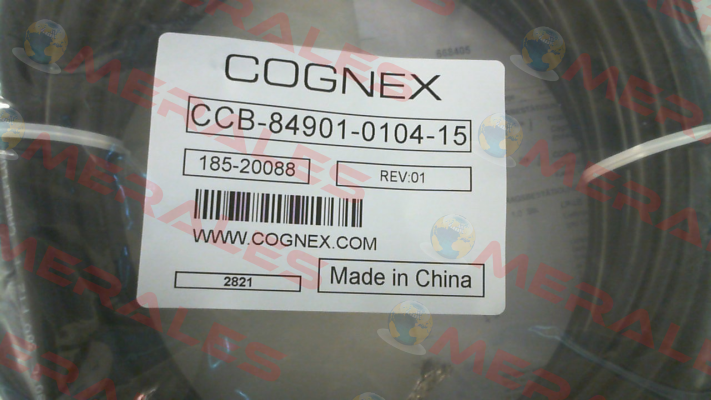 COGNEX
CCB-84901-0104-15
185-20088
REV:01
WWW.COGNEX.COM
2821
Made in China
MERALES
MERALES
MERALES
MERALES